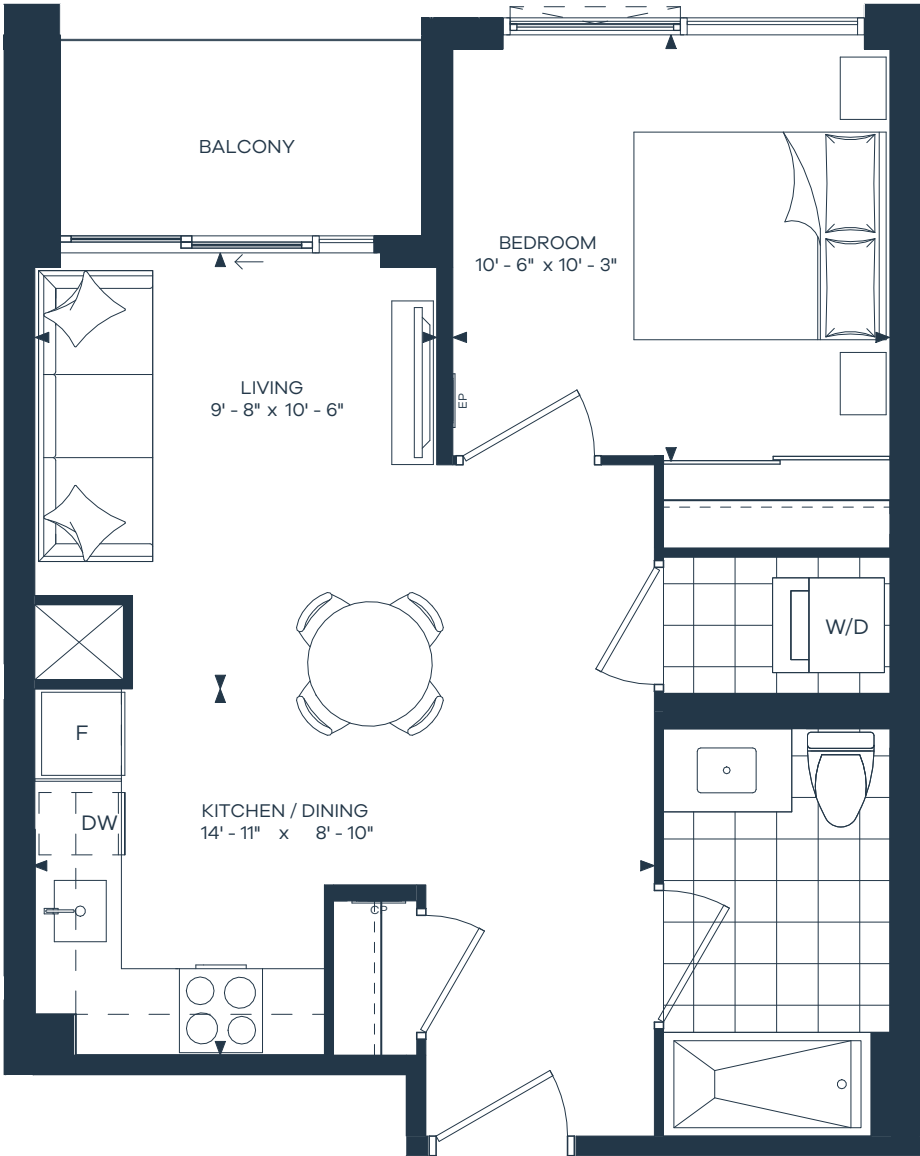 BALCONY
BEDROOM
10' - 6" x 10' - 3"
LIVING
9' - 8" x 10' - 6"
EP
W/D
F
DW
KITCHEN / DINING
14' - 11" x 8' - 10"